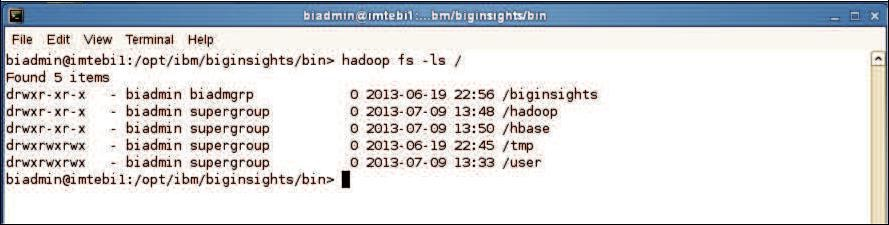 biadmin@imtebi1:...bm/biginsights/bin
File Edit View Terminal Help
biadmin@imtebi1:/opt/ibm/biginsights/bin> hadoop fs -ls /
Found 5 items
drwxr-xr-x   - biadmin biadmgrp            0 2013-06-19 22:56 /biginsights
drwxr-xr-x   - biadmin supergroup          0 2013-07-09 13:48 /hadoop
drwxr-xr-x   - biadmin supergroup          0 2013-07-09 13:50 /hbase
drwxrwxrwx   - biadmin supergroup          0 2013-06-19 22:45 /tmp
drwxrwxrwx   - biadmin supergroup          0 2013-07-09 13:33 /user
biadmin@imtebi1:/opt/ibm/biginsights/bin>